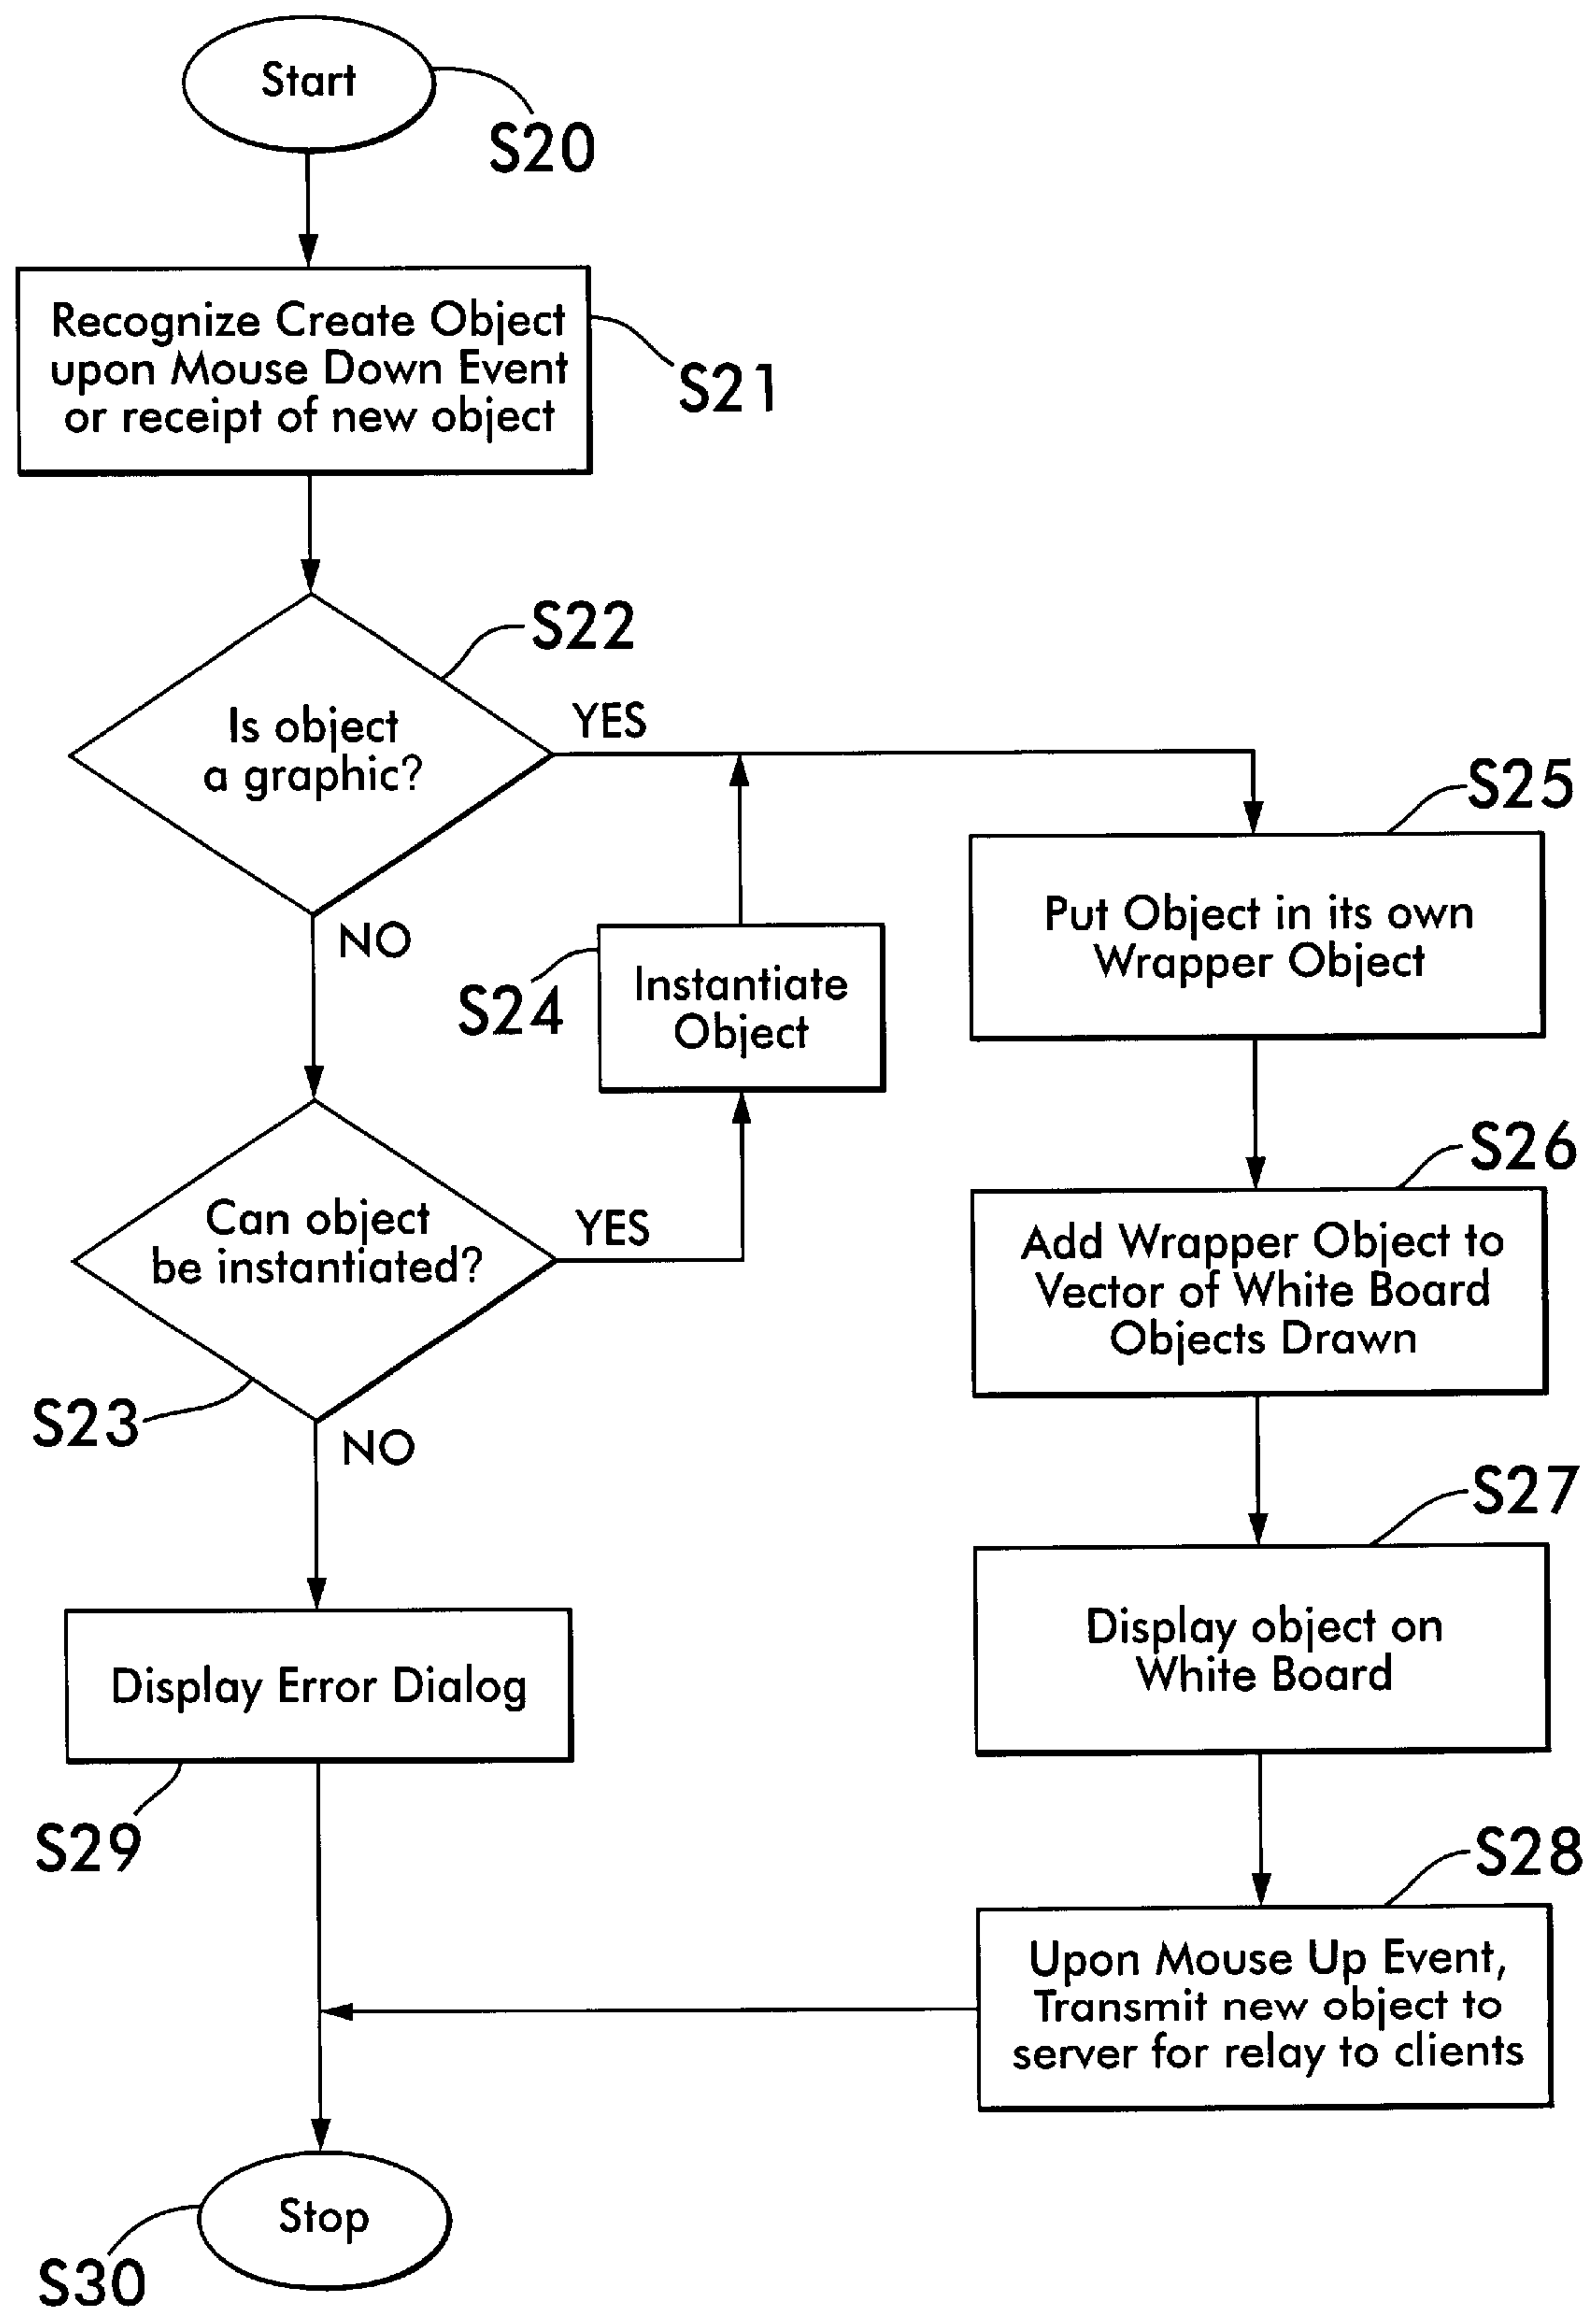 Start
S20
Recognize Create Object
upon Mouse Down Event
or receipt of new object
S21
S22
Is object
a graphic?
YES
NO
S24
Instantiate
Object
S25
Put Object in its own
Wrapper Object
Can object
be instantiated?
YES
S23
NO
S26
Add Wrapper Object to
Vector of White Board
Objects Drawn
S27
Display object on
White Board
Display Error Dialog
S29
S28
Upon Mouse Up Event,
Transmit new object to
server for relay to clients
Stop
S30